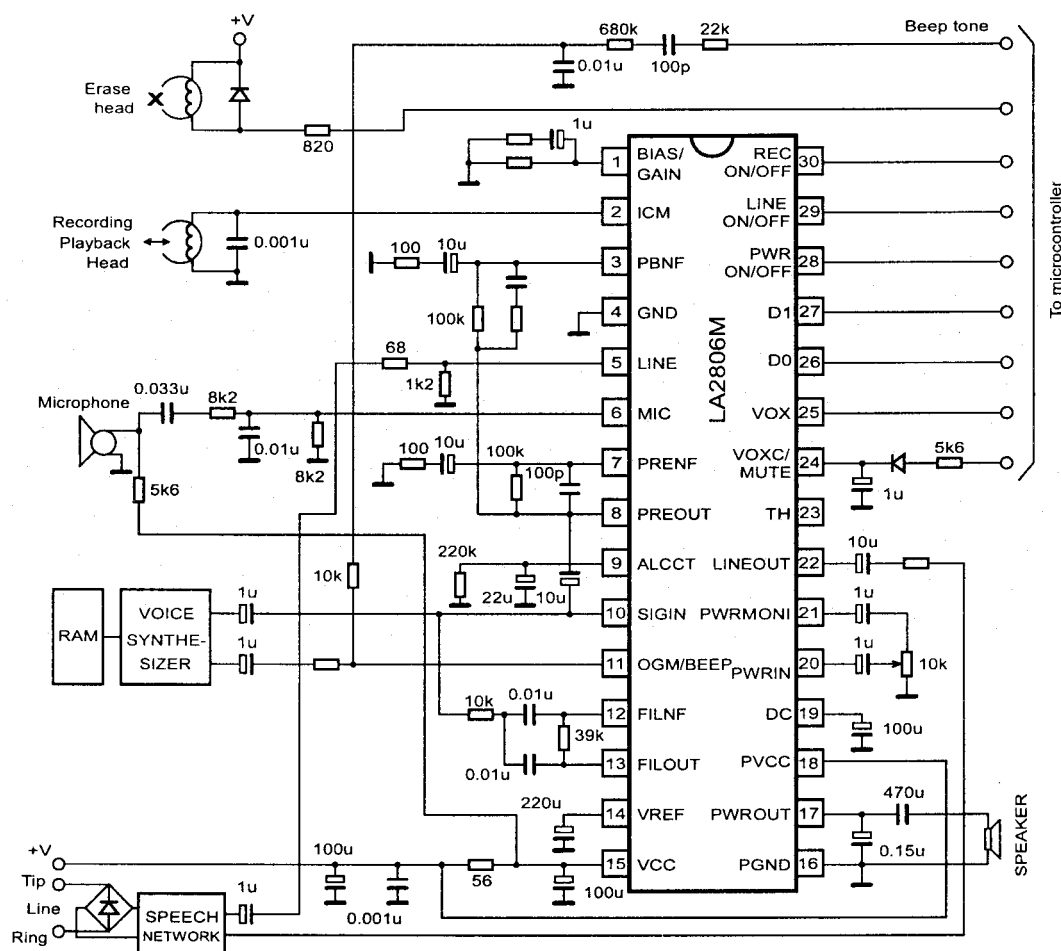 +V
680k
22k
Beep tone
0.01u
100p
Erase
head
820
1u
1
BIAS/
GAIN
REC
ON/OFF
30
2
ICM
LINE
ON/OFF
29
Recording
Playback
Head
0.001u
100
10u
3
PBNF
PWR
ON/OFF
28
To microcontroller
100k
4
GND
D1
27
LA2806M
68
5
LINE
D0
26
1k2
0.033u
Microphone
8k2
6
MIC
VOX
25
0.01u
8k2
100
10u
100k
7
PRENF
VOXC/
MUTE
24
5k6
5k6
100p
1u
8
PREOUT
TH
23
220k
9
ALCCT
LINEOUT
22
10u
10k
22u
10u
RAM
VOICE
SYNTHE-
SIZER
1u
10
SIGIN
PWRMONI
21
1u
1u
11
OGM/BEEP
PWRIN
20
1u
10k
10k
0.01u
12
FILNF
DC
19
39k
100u
0.01u
13
FILOUT
PVCC
18
220u
14
VREF
PWROUT
17
470u
SPEAKER
0.15u
+V
100u
56
15
VCC
PGND
16
100u
0.001u
Tip
Line
Ring
1u
SPEECH
NETWORK